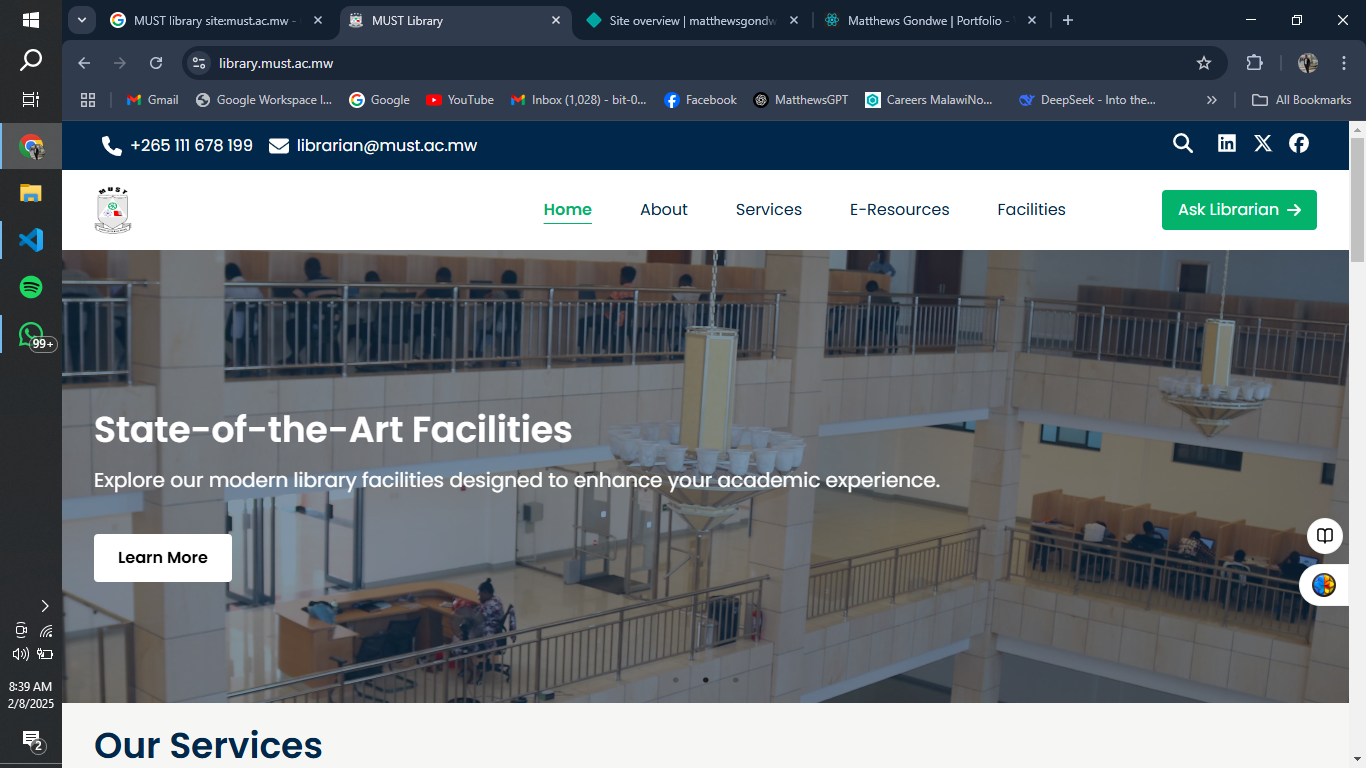 MUST library site:must.ac.mw -
MUST Library
Site overview | matthewsgondw
Matthews Gondwe | Portfolio -
library.must.ac.mw
Gmail
Google Workspace I...
Google
YouTube
Inbox (1,028) - bit-0...
Facebook
MatthewsGPT
Careers MalawiNo...
DeepSeek - Into the...
»
All Bookmarks
+265 111 678 199
librarian@must.ac.mw
MUST
Home
About
Services
E-Resources
Facilities
Ask Librarian →
State-of-the-Art Facilities
Explore our modern library facilities designed to enhance your academic experience.
Learn More
Our Services
99+
8:39 AM
2/8/2025
2